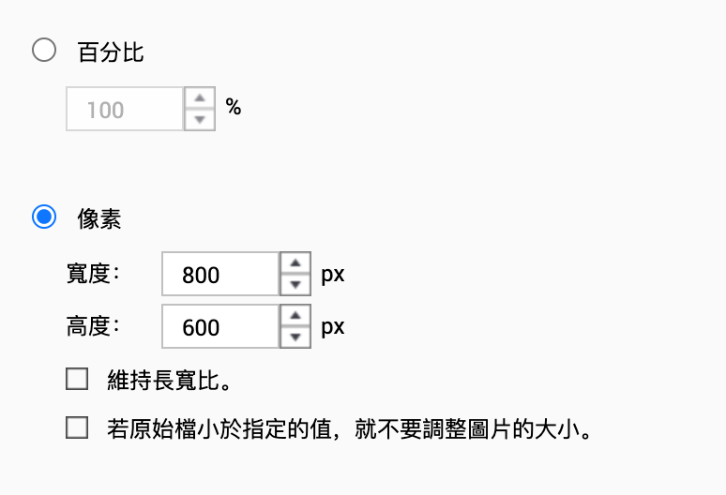 百分比
100 %
像素
寬度： 800 px
高度： 600 px
維持長寬比。
若原始檔小於指定的值，就不要調整圖片的大小。